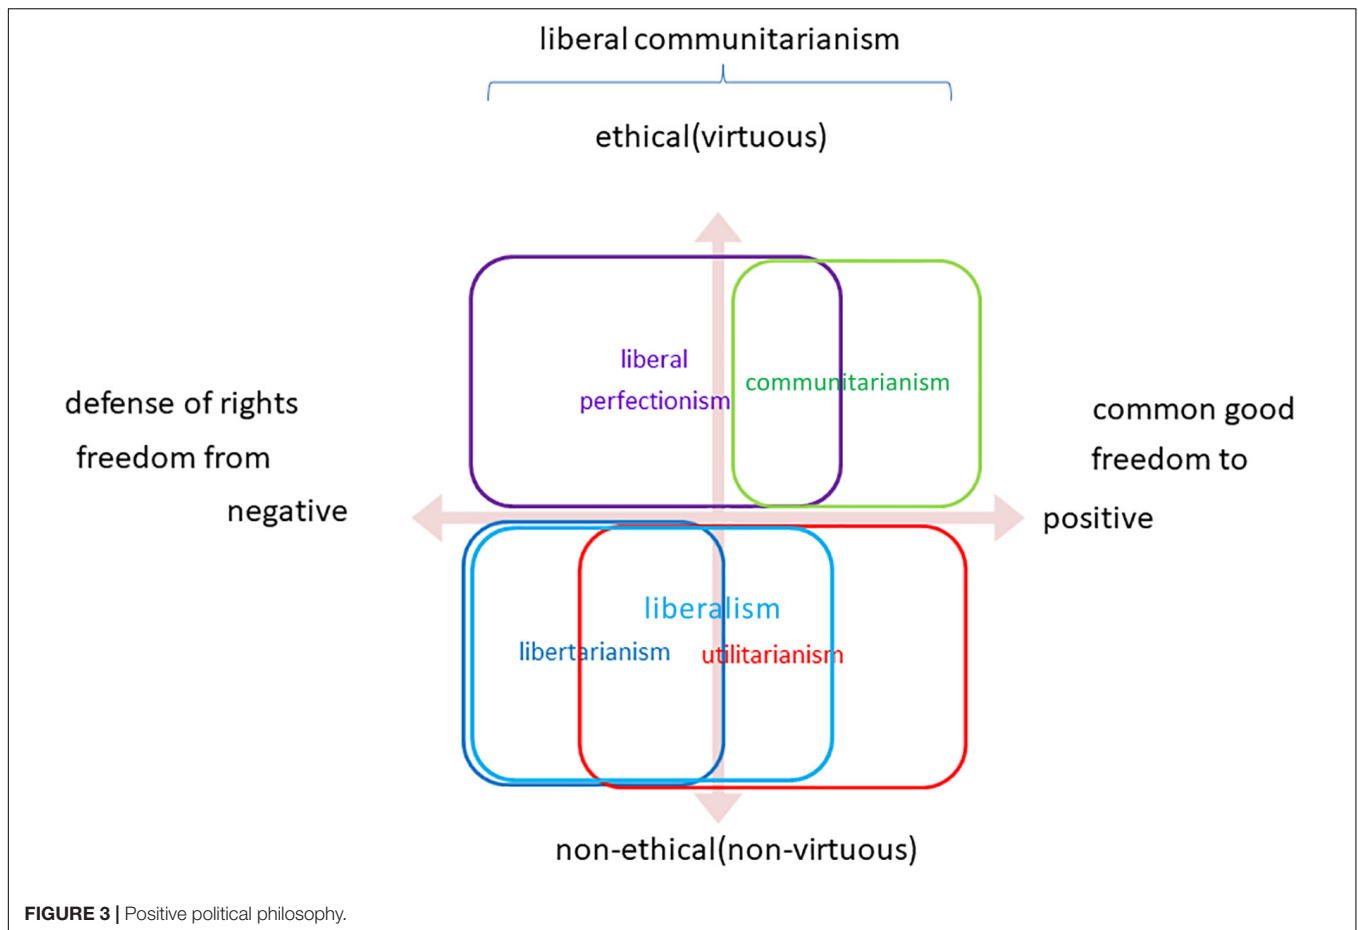 liberal communitarianism
ethical(virtuous)
liberal
perfectionism
communitarianism
defense of rights
freedom from
negative
common good
freedom to
positive
liberalism
libertarianism
utilitarianism
non-ethical(non-virtuous)
FIGURE 3 | Positive political philosophy.